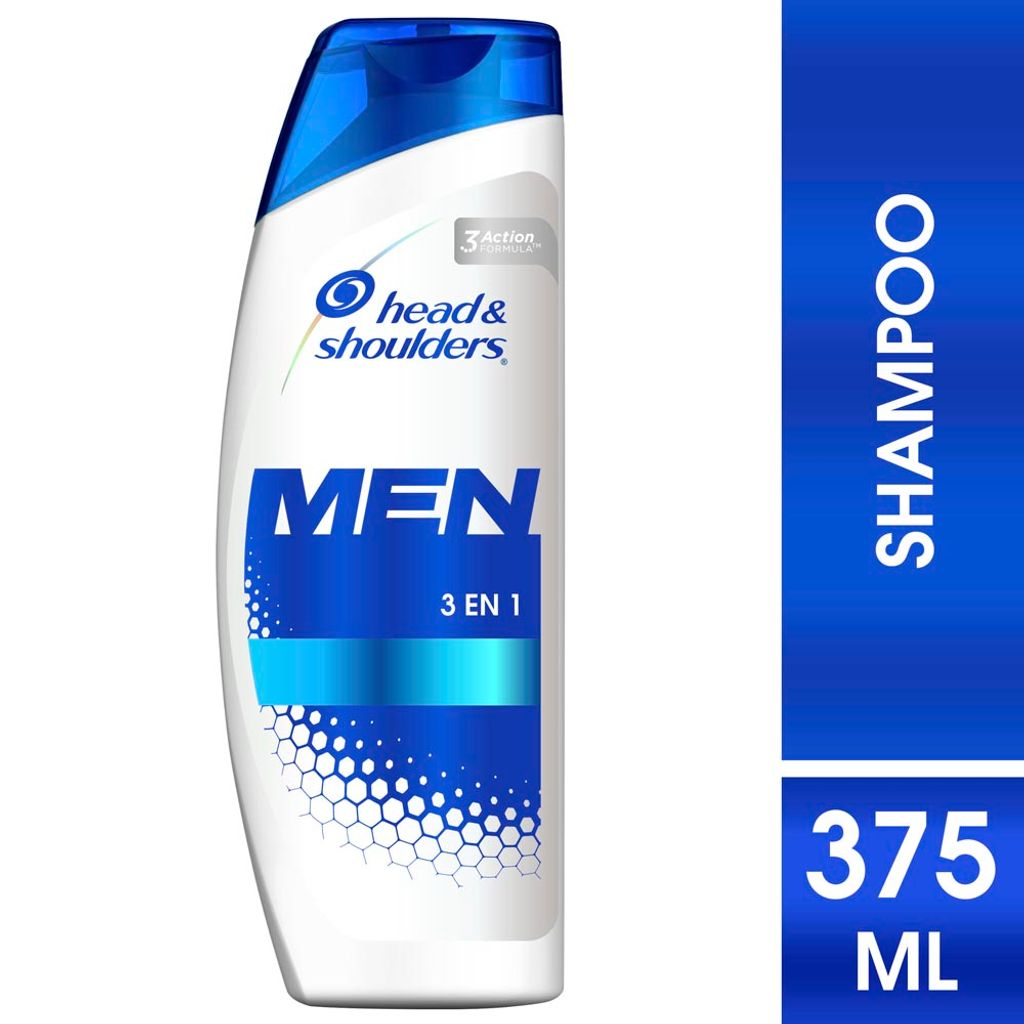 3 Action
FORMULA™
head &
shoulders®
MEN
3 EN 1
SHAMPOO
375
ML